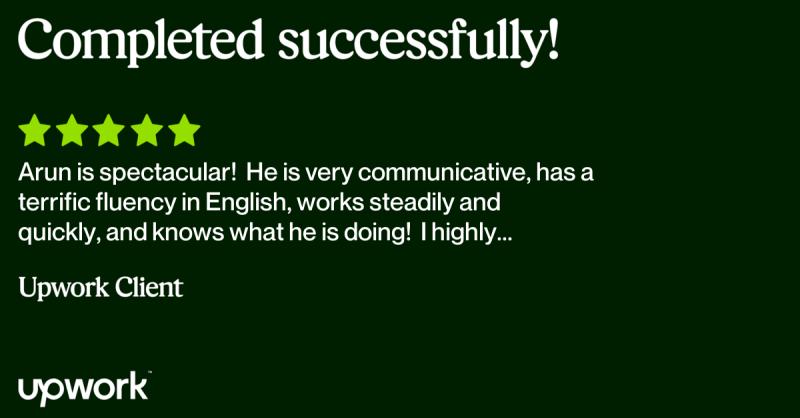 Completed successfully!
Arun is spectacular!  He is very communicative, has a
terrific fluency in English, works steadily and
quickly, and knows what he is doing!  I highly...
Upwork Client
upwork™